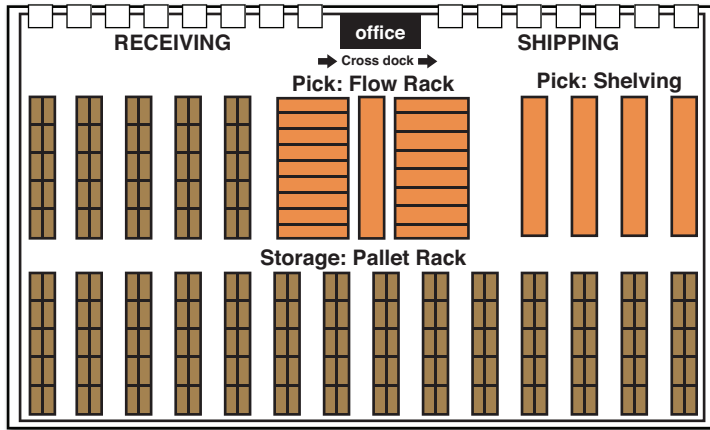 office
RECEIVING
SHIPPING
Cross dock
Pick: Flow Rack
Pick: Shelving
Storage: Pallet Rack